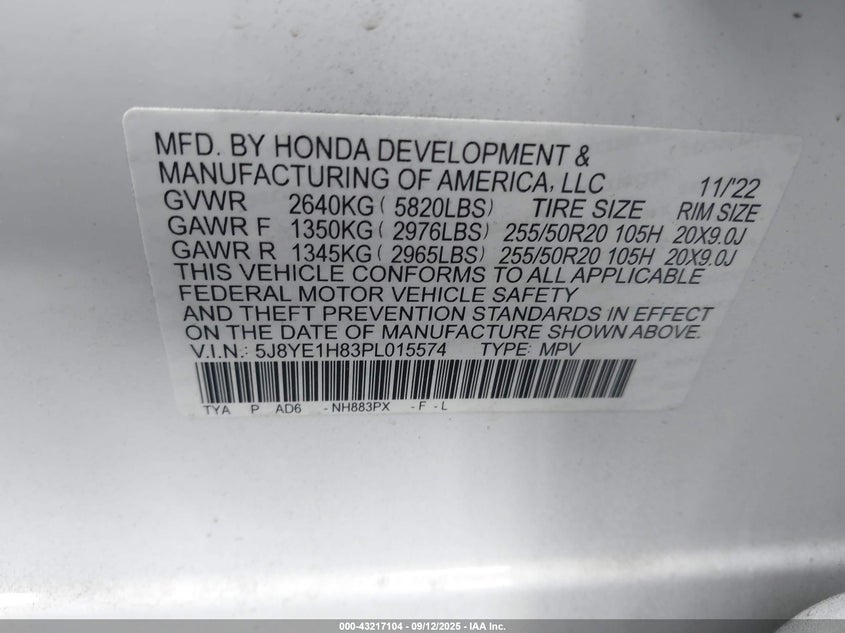 MFD. BY HONDA DEVELOPMENT &
MANUFACTURING OF AMERICA, LLC 11/'22
GVWR 2640KG ( 5820LBS) TIRE SIZE RIM SIZE
GAWR F 1350KG ( 2976LBS) 255/50R20 105H 20X9.0J
GAWR R 1345KG ( 2965LBS) 255/50R20 105H 20X9.0J
THIS VEHICLE CONFORMS TO ALL APPLICABLE
FEDERAL MOTOR VEHICLE SAFETY
AND THEFT PREVENTION STANDARDS IN EFFECT
ON THE DATE OF MANUFACTURE SHOWN ABOVE.
V.I.N.: 5J8YE1H83PL015574 TYPE: MPV
TYA P AD6 -NH883PX -F -L
000-43217104 - 09/12/2025 - IAA Inc.